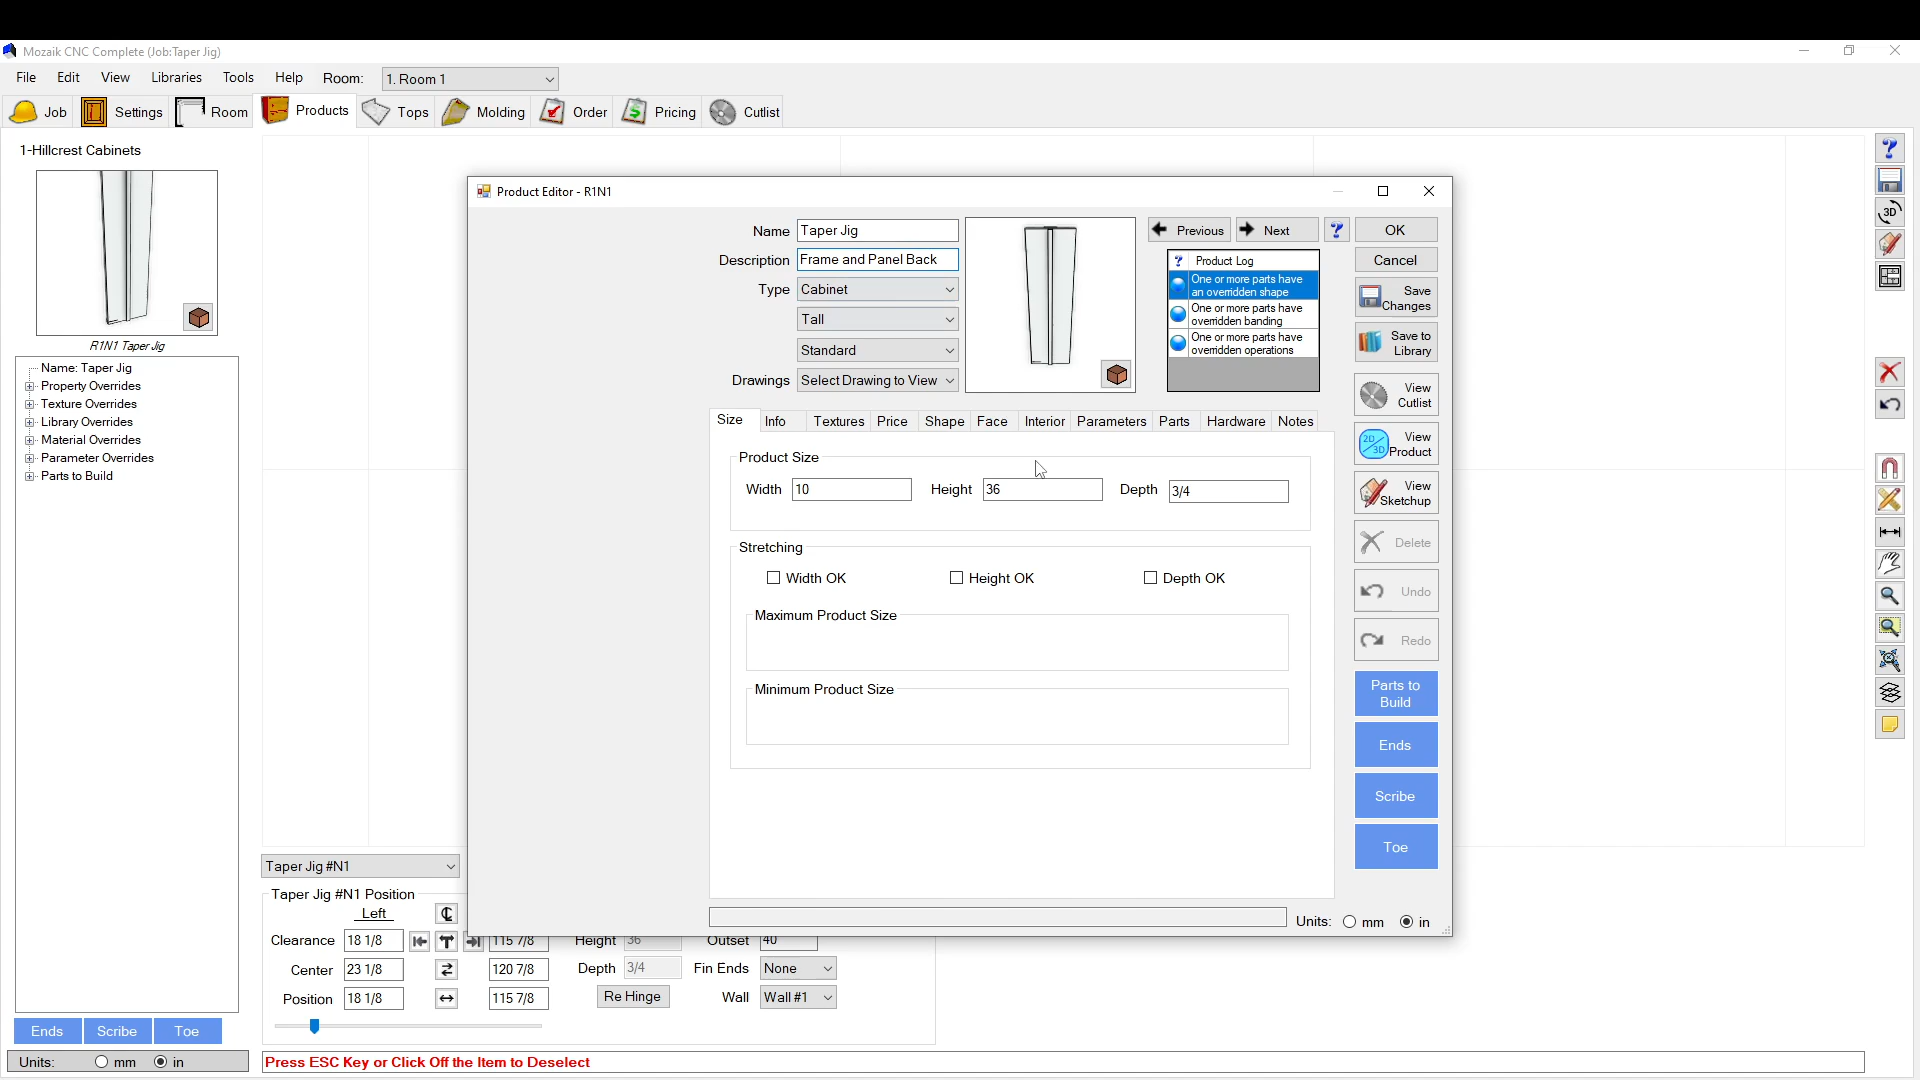 Mozaik CNC Complete (Job:Taper Jig)
File Edit View Libraries Tools Help Room: 1. Room 1
Job Settings Room Products Tops Molding Order Pricing Cutlist
1-Hillcrest Cabinets
R1N1 Taper Jig
Name: Taper Jig
Property Overrides
Texture Overrides
Library Overrides
Material Overrides
Parameter Overrides
Parts to Build
Ends Scribe Toe
Units: mm in
Product Editor - R1N1
Name Taper Jig
Description Frame and Panel Back
Type Cabinet
Tall
Standard
Drawings Select Drawing to View
Previous Next ? OK
? Product Log
One or more parts have
an overridden shape
One or more parts have
overridden banding
One or more parts have
overridden operations
Cancel
Save
Changes
Save to
Library
View
Cutlist
2D/3D View
Product
View
Sketchup
Delete
Undo
Redo
Parts to
Build
Ends
Scribe
Toe
Size Info Textures Price Shape Face Interior Parameters Parts Hardware Notes
Product Size
Width 10 Height 36 Depth 3/4
Stretching
Width OK Height OK Depth OK
Maximum Product Size
Minimum Product Size
Units: mm in
Taper Jig #N1
Taper Jig #N1 Position
Left
Clearance 18 1/8 115 7/8 Height 36 Outset 40
Center 23 1/8 120 7/8 Depth 3/4 Fin Ends None
Position 18 1/8 115 7/8 Re Hinge Wall Wall #1
Press ESC Key or Click Off the Item to Deselect
?
3D